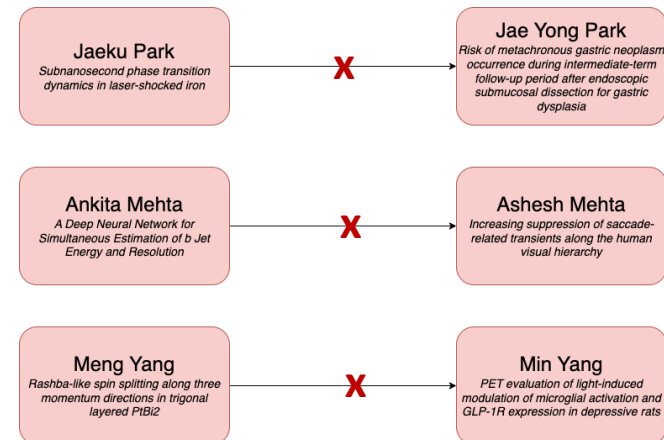 Jaeku Park
Subnanosecond phase transition
dynamics in laser-shocked iron
X
Jae Yong Park
Risk of metachronous gastric neoplasm
occurrence during intermediate-term
follow-up period after endoscopic
submucosal dissection for gastric
dysplasia
Ankita Mehta
A Deep Neural Network for
Simultaneous Estimation of b Jet
Energy and Resolution
X
Ashesh Mehta
Increasing suppression of saccade-
related transients along the human
visual hierarchy
Meng Yang
Rashba-like spin splitting along three
momentum directions in trigonal
layered PtBi2
X
Min Yang
PET evaluation of light-induced
modulation of microglial activation and
GLP-1R expression in depressive rats